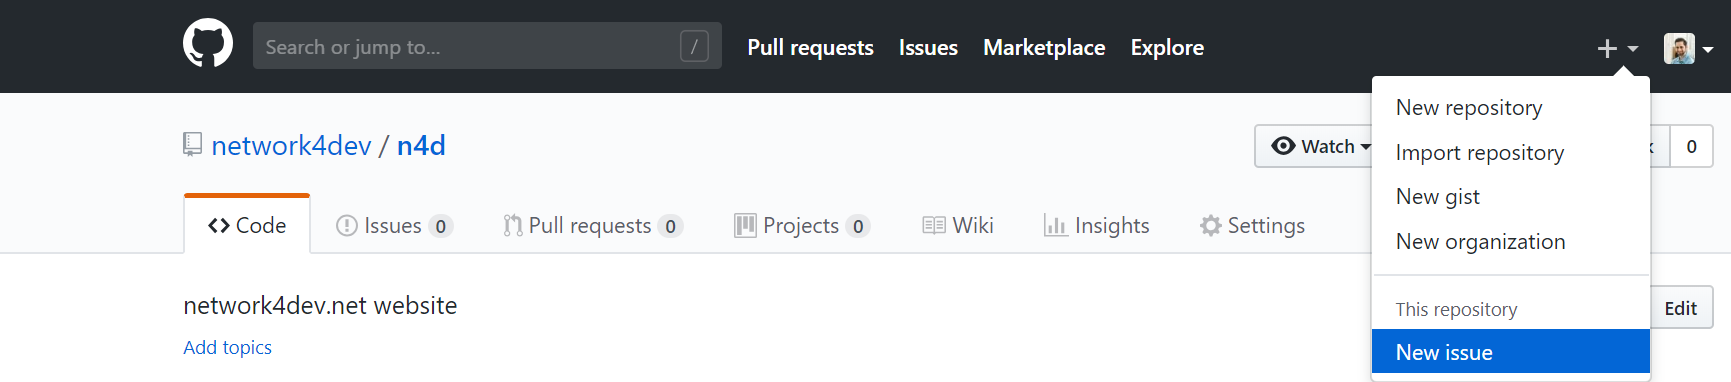 Search or jump to...
/
Pull requests
Issues
Marketplace
Explore
network4dev / n4d
Watch
0
Code
Issues 0
Pull requests 0
Projects 0
Wiki
Insights
Settings
network4dev.net website
Add topics
Edit
New repository
Import repository
New gist
New organization
This repository
New issue